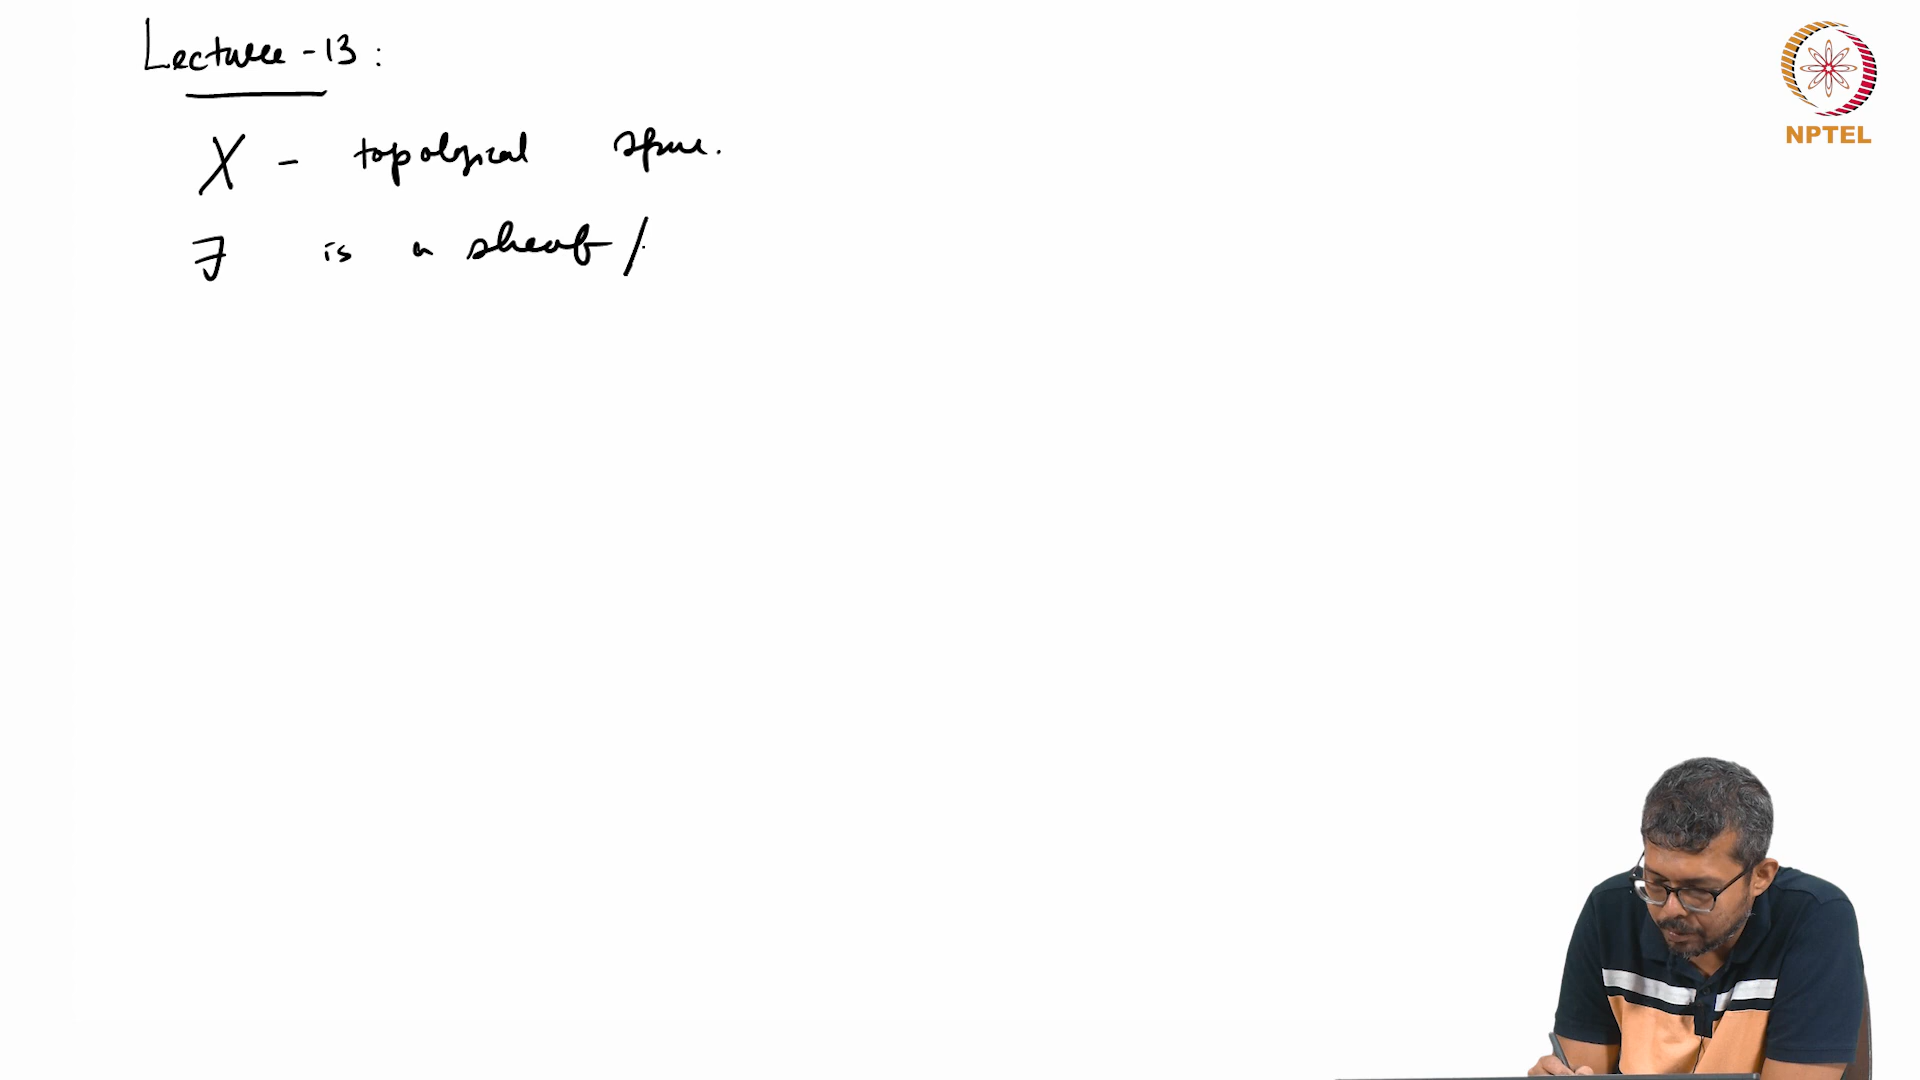 Lecture - 13 :
X - topological space.
F is a sheaf /
NPTEL